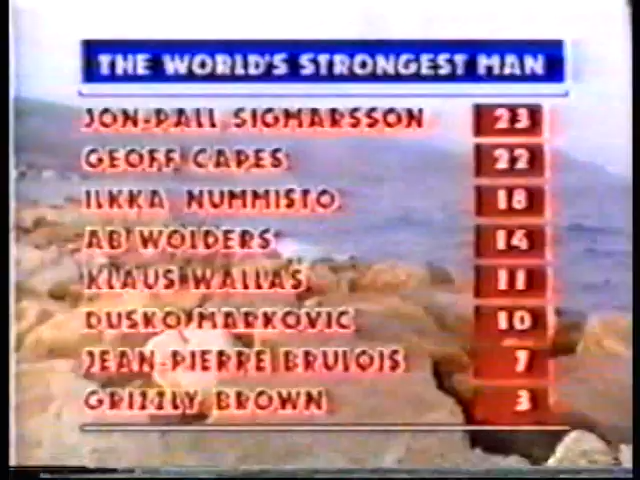 THE WORLD'S STRONGEST MAN
JON-PALL SIGMARSSON 23
GEOFF CAPES 22
ILKKA NUMMISTO 18
AB WOLDERS 14
KLAUS WALLAS 11
DUSKO MARKOVIC 10
JEAN-PIERRE BRULOIS 7
GRIZZLY BROWN 3